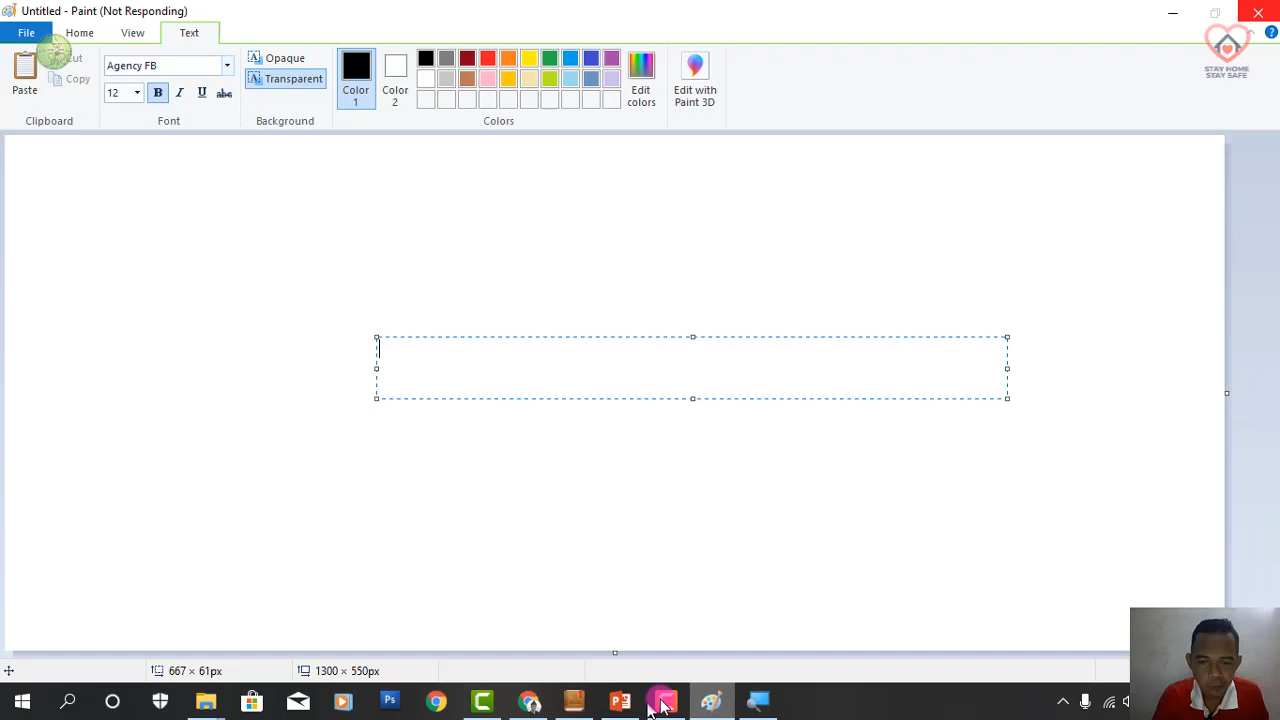 Untitled - Paint (Not Responding)
File Home View Text
STAY HOME
STAY SAFE
Paste
Cut
Copy
Clipboard
Agency FB
12
B I U abc
Font
Opaque
Transparent
Background
Color 1
Color 2
Edit colors
Colors
Edit with Paint 3D
667 × 61px
1300 × 550px
Ps